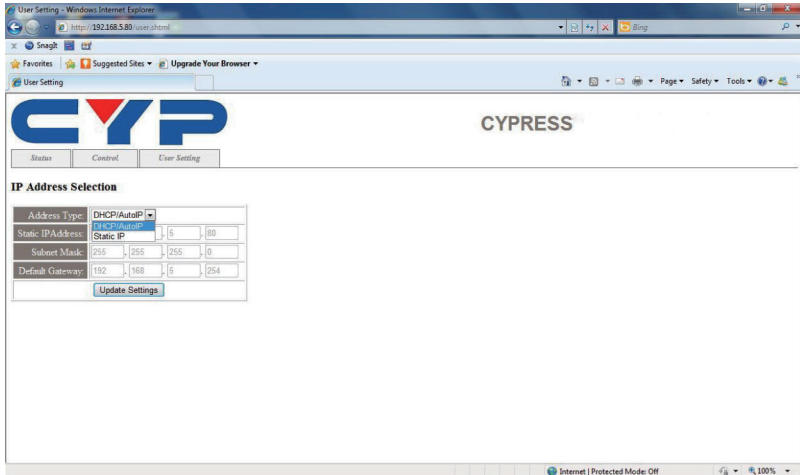 User Setting - Windows Internet Explorer
http://192.168.5.80/user.shtml Bing
x Snagit
Favorites Suggested Sites Upgrade Your Browser
User Setting Page Safety Tools
CYP CYPRESS
Status Control User Setting
IP Address Selection
Address Type: DHCP/AutoIP
DHCP/AutoIP
Static IPAddress: . 5 . 80
Static IP
Subnet Mask: 255 . 255 . 255 . 0
Default Gateway: 192 . 168 . 5 . 254
Update Settings
Internet | Protected Mode: Off 100%